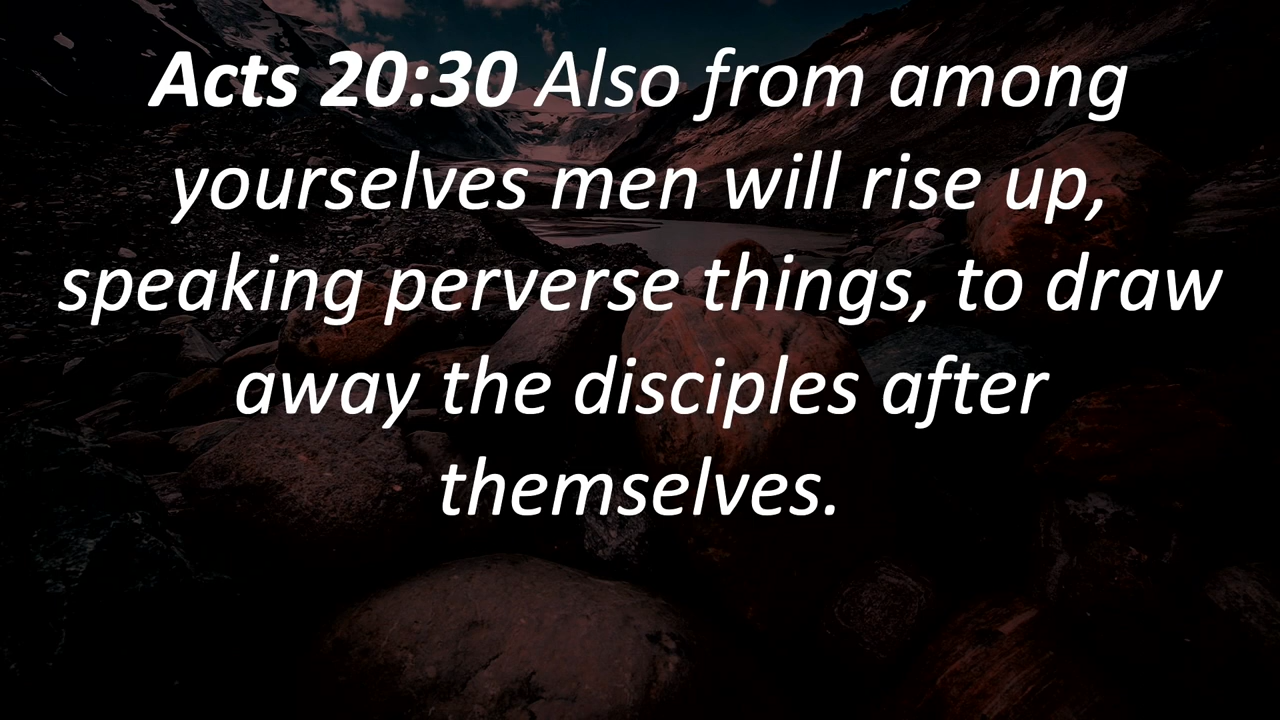 Acts 20:30 Also from among
yourselves men will rise up,
speaking perverse things, to draw
away the disciples after
themselves.